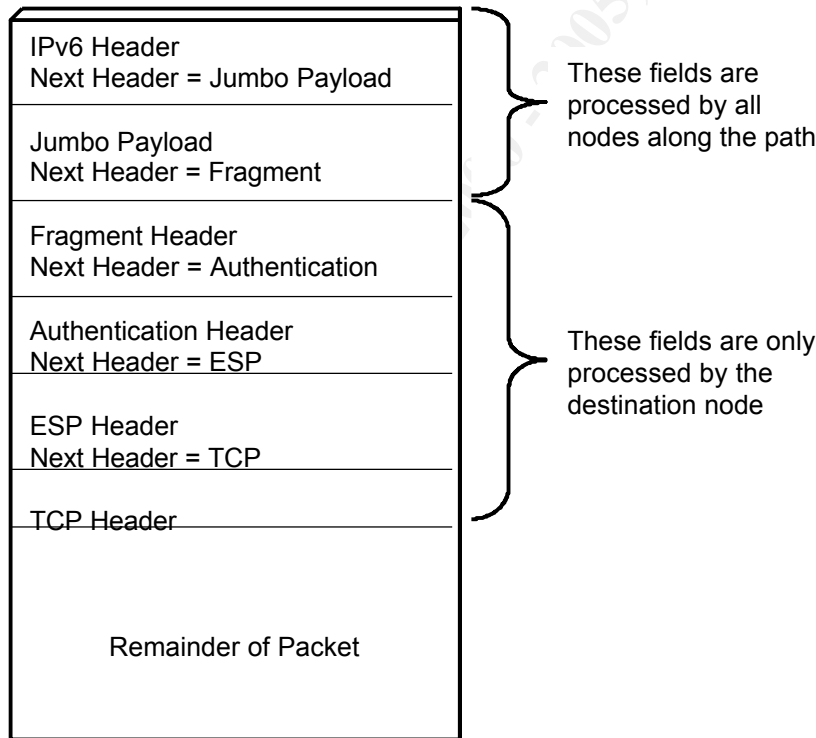 IPv6 Header
Next Header = Jumbo Payload
Jumbo Payload
Next Header = Fragment
Fragment Header
Next Header = Authentication
Authentication Header
Next Header = ESP
ESP Header
Next Header = TCP
TCP Header
Remainder of Packet
These fields are
processed by all
nodes along the path
These fields are only
processed by the
destination node